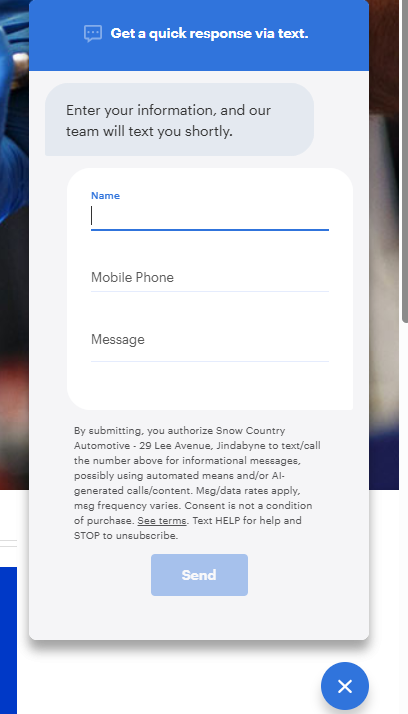 Get a quick response via text.
Enter your information, and our
team will text you shortly.
Name
Mobile Phone
Message
By submitting, you authorize Snow Country
Automotive - 29 Lee Avenue, Jindabyne to text/call
the number above for informational messages,
possibly using automated means and/or AI-
generated calls/content. Msg/data rates apply,
msg frequency varies. Consent is not a condition
of purchase. See terms. Text HELP for help and
STOP to unsubscribe.
Send